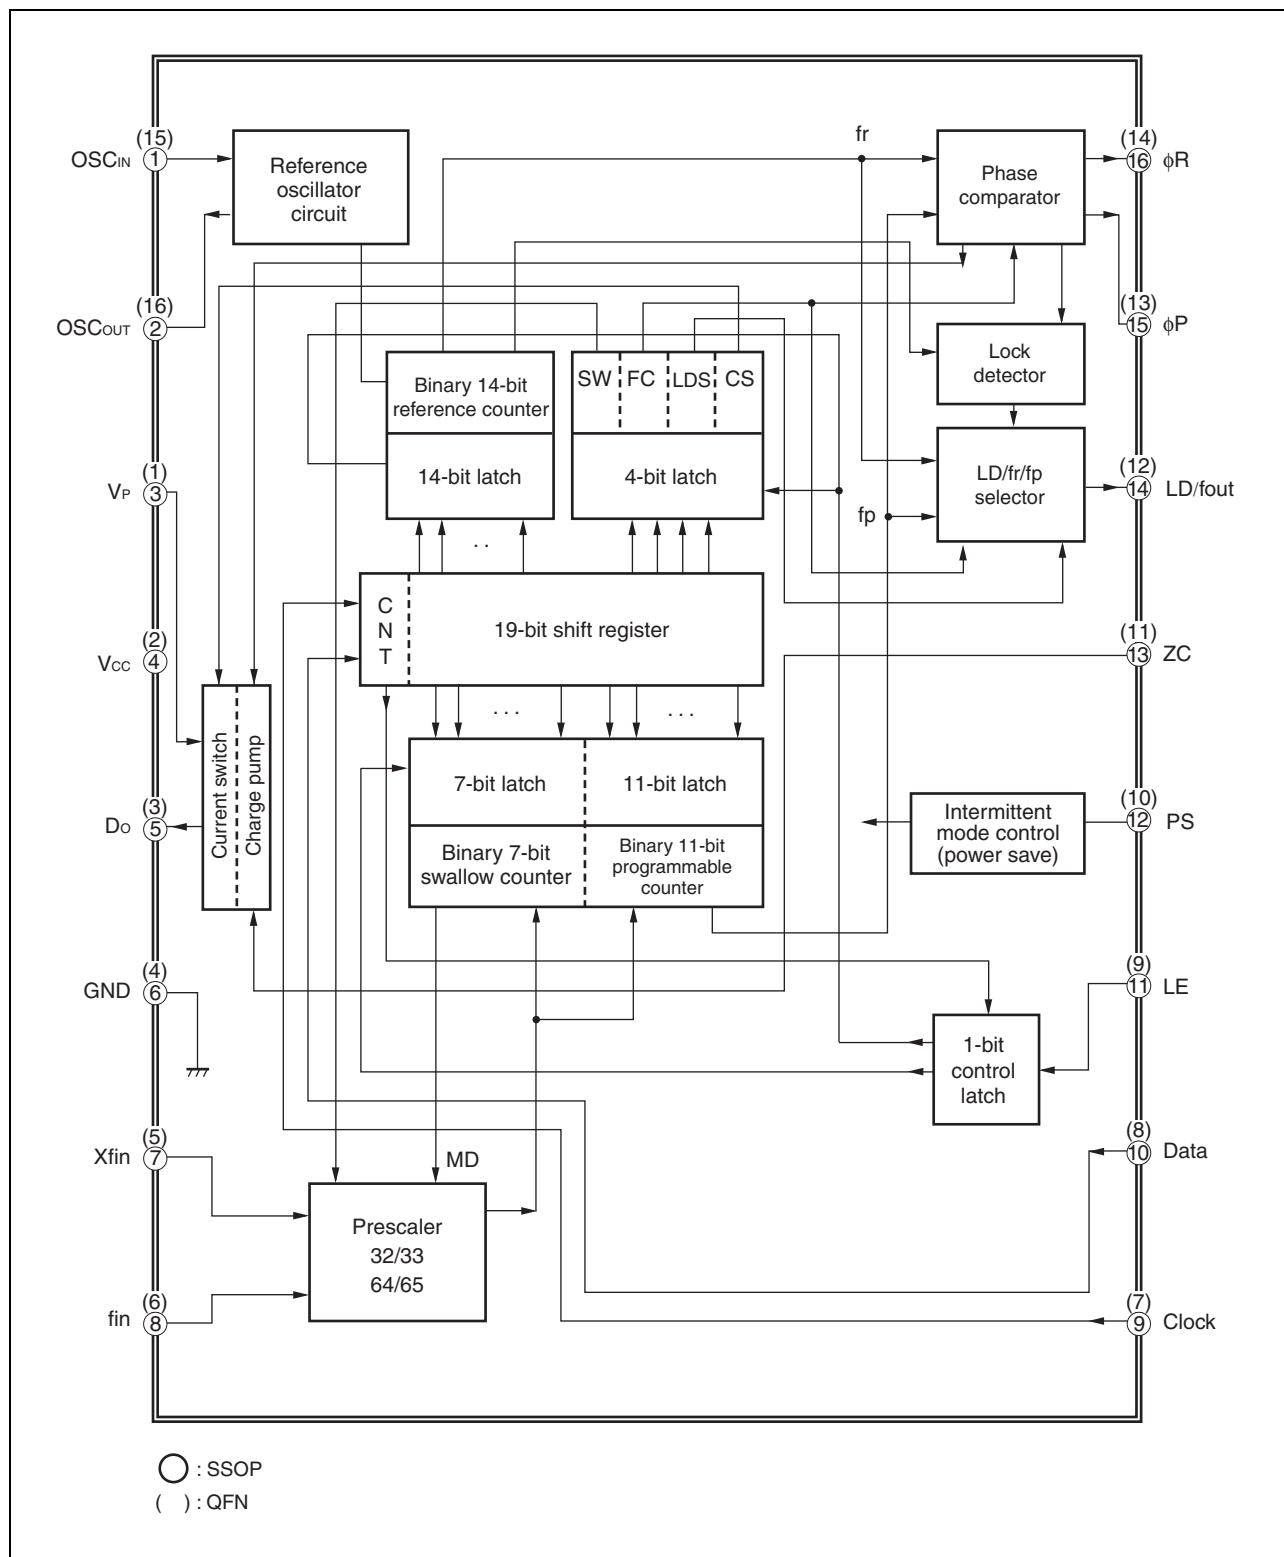 (15)
OSCIN 1
Reference
oscillator
circuit
fr
Phase
comparator
(14)
16 ϕR
(16)
OSCOUT 2
(13)
15 ϕP
Lock
detector
Binary 14-bit
reference counter
14-bit latch
SW FC LDS CS
4-bit latch
LD/fr/fp
selector
fp
(12)
14 LD/fout
(1)
VP 3
. .
C
N
T
19-bit shift register
(2)
VCC 4
(11)
13 ZC
. . .
. . .
Current switch
Charge pump
7-bit latch
11-bit latch
Binary 7-bit
swallow counter
Binary 11-bit
programmable
counter
(3)
DO 5
Intermittent
mode control
(power save)
(10)
12 PS
(4)
GND 6
(9)
11 LE
1-bit
control
latch
(5)
Xfin 7
MD
(8)
10 Data
Prescaler
32/33
64/65
(6)
fin 8
(7)
9 Clock
: SSOP
( ) : QFN